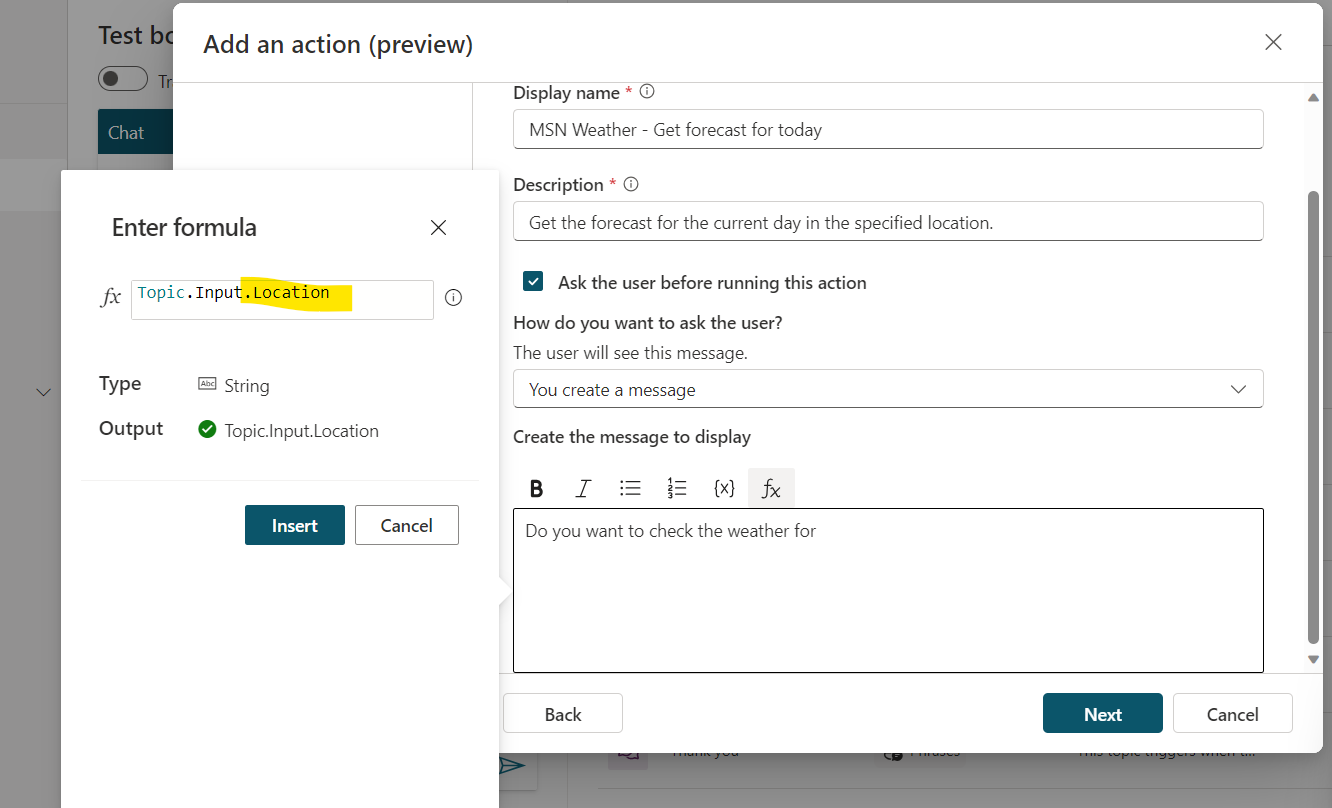 Test bo
Add an action (preview)
Tr
Chat
Display name *
MSN Weather - Get forecast for today
Description *
Get the forecast for the current day in the specified location.
Ask the user before running this action
How do you want to ask the user?
The user will see this message.
You create a message
Create the message to display
B I {x} fx
Do you want to check the weather for
Back
Next
Cancel
Enter formula
fx Topic.Input.Location
Type
Abc String
Output
Topic.Input.Location
Insert
Cancel
Thank you
Phrases
This topic triggers when t...